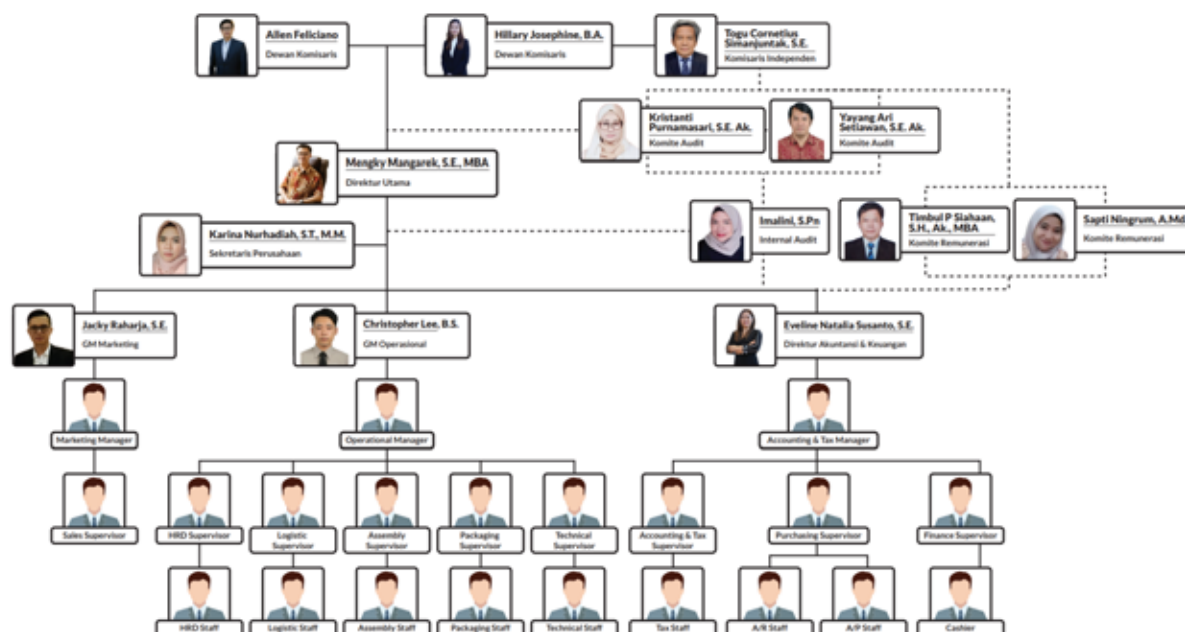 Allen Feliciano
Dewan Komisaris
Hillary Josephine, B.A.
Dewan Komisaris
Togu Cornetius
Simanjuntak, S.E.
Komisaris Independen
Kristanti
Purnamasari, S.E. Ak.
Komite Audit
Yayang Ari
Setiawan, S.E. Ak.
Komite Audit
Mengky Mangarek, S.E., MBA
Direktur Utama
Karina Nurhadiah, S.T., M.M.
Sekretaris Perusahaan
Imalini, S.Pn
Internal Audit
Timbul P Siahaan,
S.H., Ak., MBA
Komite Remunerasi
Sapti Ningrum, A.Md
Komite Remunerasi
Jacky Raharja, S.E.
GM Marketing
Christopher Lee, B.S.
GM Operasional
Eveline Natalia Susanto, S.E.
Direktur Akuntansi & Keuangan
Marketing Manager
Operational Manager
Accounting & Tax Manager
Sales Supervisor
HRD Supervisor
Logistic
Supervisor
Assembly
Supervisor
Packaging
Supervisor
Technical
Supervisor
Accounting & Tax
Supervisor
Purchasing Supervisor
Finance Supervisor
HRD Staff
Logistic Staff
Assembly Staff
Packaging Staff
Technical Staff
Tax Staff
A/R Staff
A/P Staff
Cashier